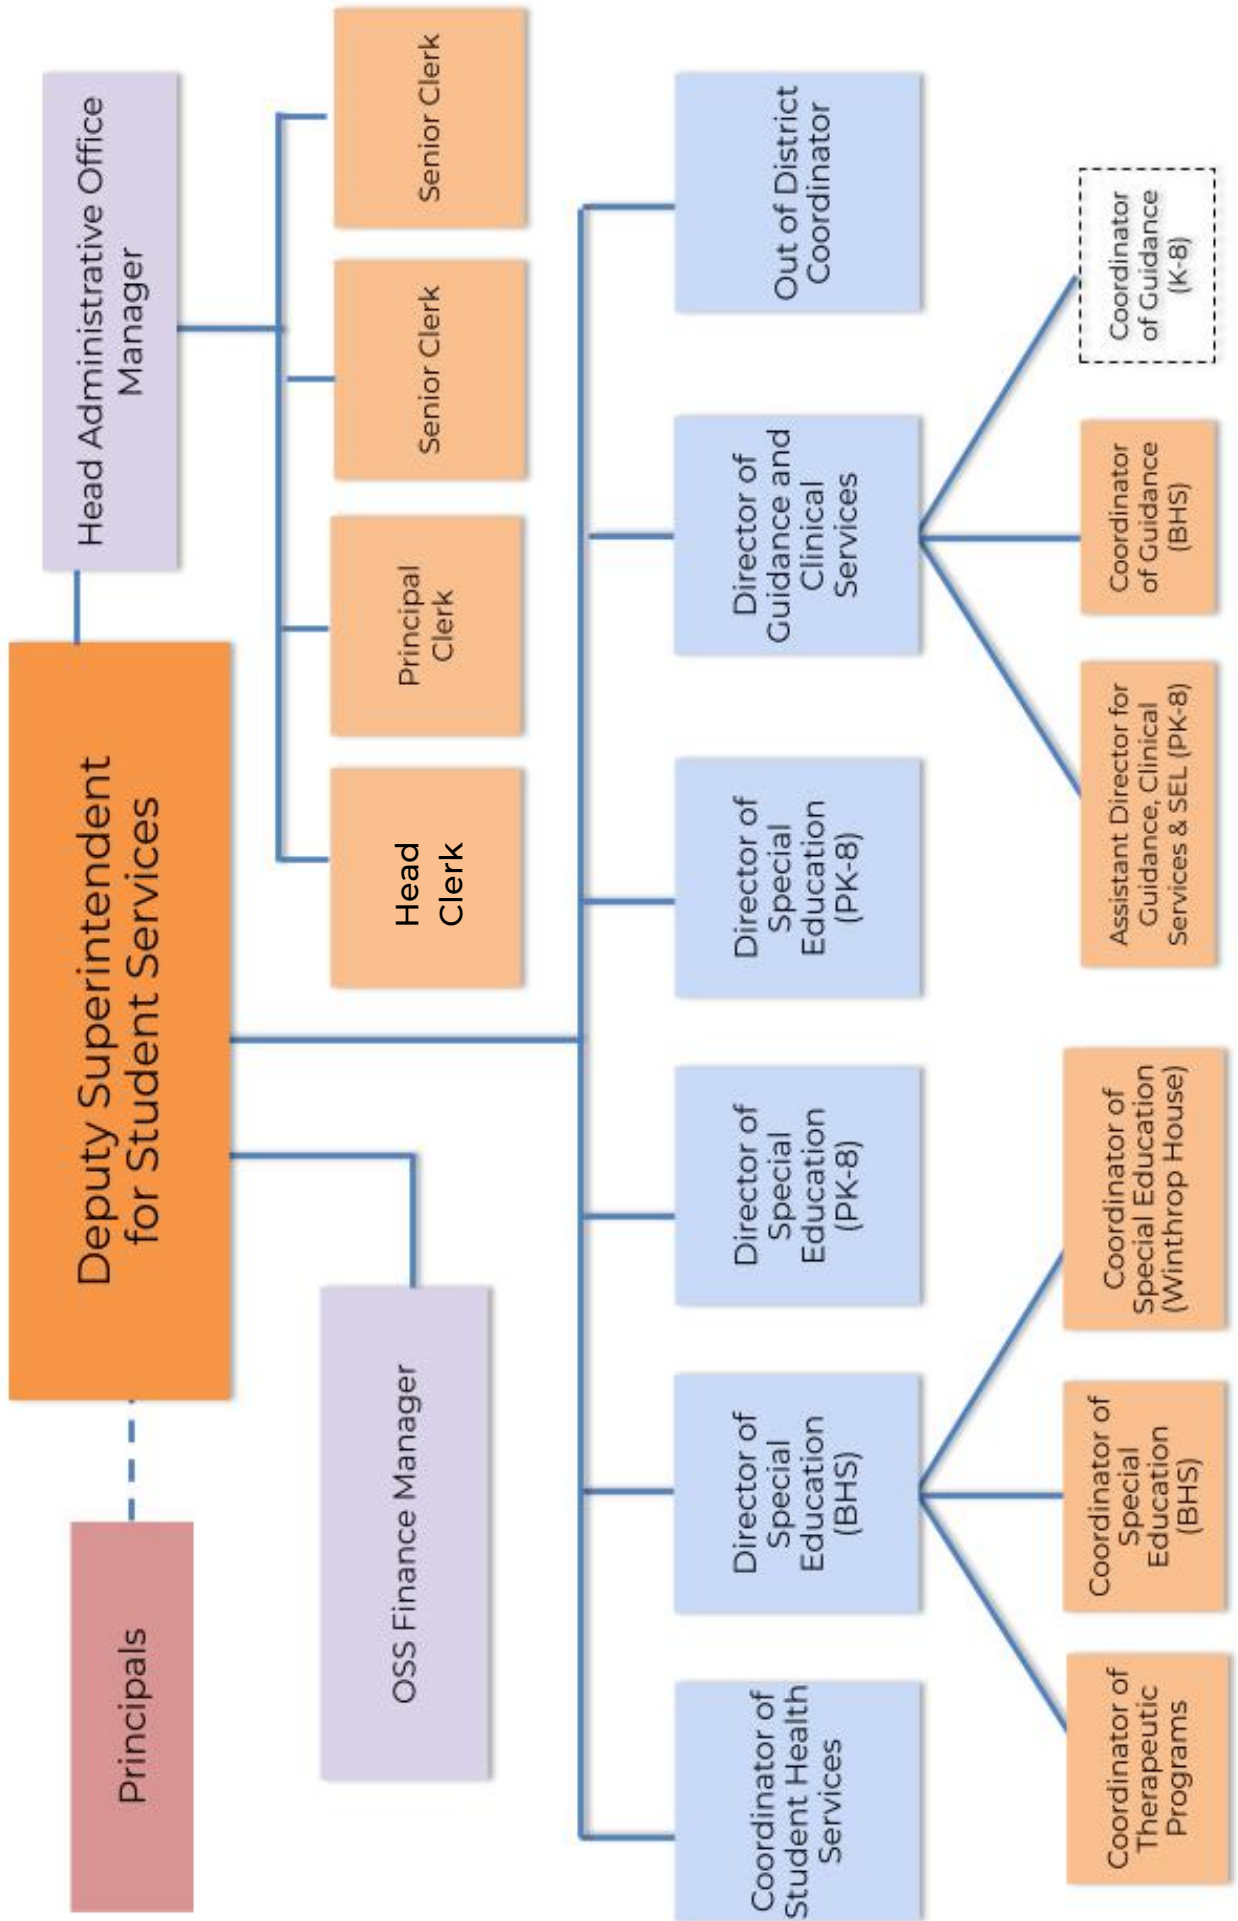 Deputy Superintendent
for Student Services
Principals
Head Administrative Office
Manager
OSS Finance Manager
Head
Clerk
Principal
Clerk
Senior Clerk
Senior Clerk
Coordinator of
Student Health
Services
Director of
Special
Education
(BHS)
Director of
Special
Education
(PK-8)
Director of
Special
Education
(PK-8)
Director of
Guidance and
Clinical
Services
Out of District
Coordinator
Coordinator of
Therapeutic
Programs
Coordinator of
Special
Education
(BHS)
Coordinator of
Special Education
(Winthrop House)
Assistant Director for
Guidance, Clinical
Services & SEL (PK-8)
Coordinator
of Guidance
(BHS)
Coordinator
of Guidance
(K-8)